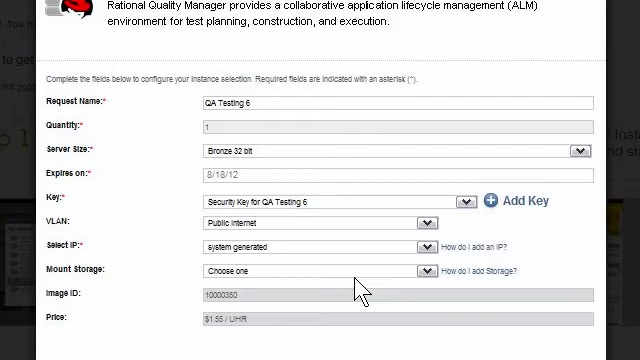 Rational Quality Manager provides a collaborative application lifecycle management (ALM)
environment for test planning, construction, and execution.
Complete the fields below to configure your instance selection. Required fields are indicated with an asterisk (*).
Request Name:* QA Testing 6
Quantity:* 1
Server Size:* Bronze 32 bit
Expires on:* 8/18/12
Key:* Security Key for QA Testing 6 Add Key
VLAN: Public Internet
Select IP:* system generated How do I add an IP?
Mount Storage: Choose one How do I add Storage?
Image ID: 10000350
Price: $1.55 / UHR